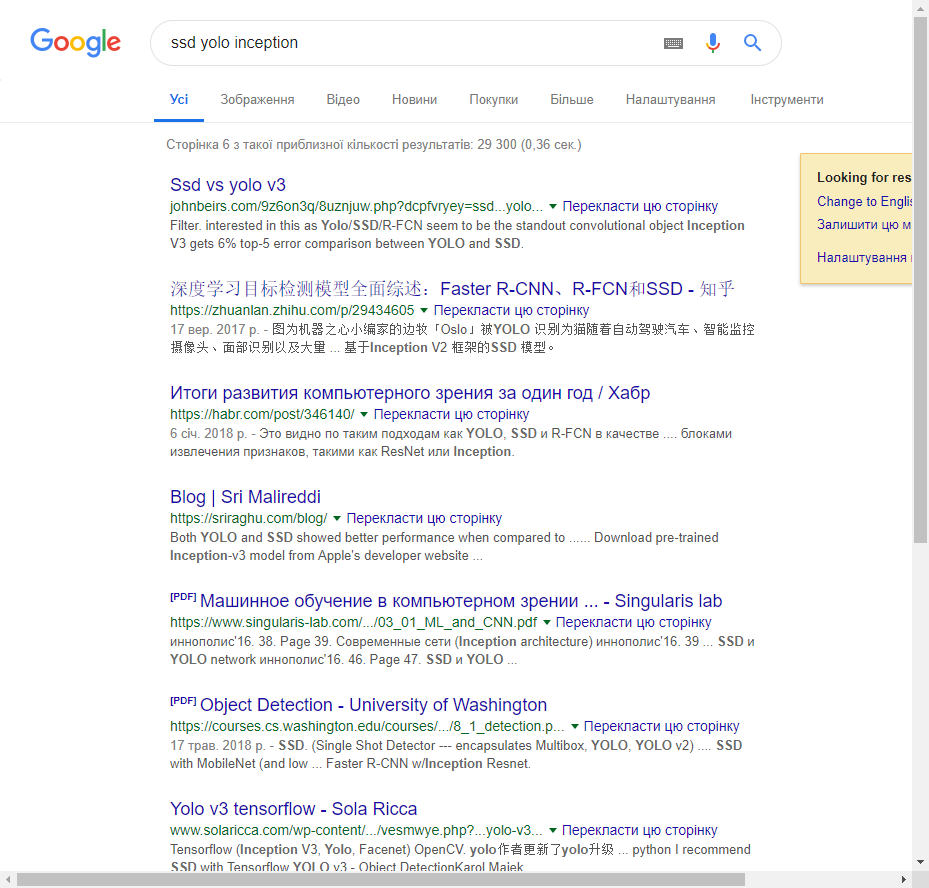 Google
ssd yolo inception
Усі Зображення Відео Новини Покупки Більше Налаштування Інструменти
Сторінка 6 з такої приблизної кількості результатів: 29 300 (0,36 сек.)
Looking for res
Change to Englis
Залишити цю м
Налаштування
Ssd vs yolo v3
johnbeirs.com/9z6on3q/8uznjuw.php?dcpfvryey=ssd...yolo... ▼ Перекласти цю сторінку
Filter. interested in this as Yolo/SSD/R-FCN seem to be the standout convolutional object Inception
V3 gets 6% top-5 error comparison between YOLO and SSD.
深度学习目标检测模型全面综述：Faster R-CNN、R-FCN和SSD - 知乎
https://zhuanlan.zhihu.com/p/29434605 ▼ Перекласти цю сторінку
17 вер. 2017 р. - 图为机器之心小编家的边牧「Oslo」被YOLO 识别为猫随着自动驾驶汽车、智能监控
摄像头、面部识别以及大量 ... 基于Inception V2 框架的SSD 模型。
Итоги развития компьютерного зрения за один год / Хабр
https://habr.com/post/346140/ ▼ Перекласти цю сторінку
6 січ. 2018 р. - Это видно по таким подходам как YOLO, SSD и R-FCN в качестве .... блоками
извлечения признаков, такими как ResNet или Inception.
Blog | Sri Malireddi
https://sriraghu.com/blog/ ▼ Перекласти цю сторінку
Both YOLO and SSD showed better performance when compared to ...... Download pre-trained
Inception-v3 model from Apple's developer website ...
[PDF] Машинное обучение в компьютерном зрении ... - Singularis lab
https://www.singularis-lab.com/.../03_01_ML_and_CNN.pdf ▼ Перекласти цю сторінку
иннополис'16. 38. Page 39. Современные сети (Inception architecture) иннополис'16. 39 ... SSD и
YOLO network иннополис'16. 46. Page 47. SSD и YOLO ...
[PDF] Object Detection - University of Washington
https://courses.cs.washington.edu/courses/.../8_1_detection.p... ▼ Перекласти цю сторінку
17 трав. 2018 р. - SSD. (Single Shot Detector --- encapsulates Multibox, YOLO, YOLO v2) .... SSD
with MobileNet (and low ... Faster R-CNN w/Inception Resnet.
Yolo v3 tensorflow - Sola Ricca
www.solaricca.com/wp-content/.../vesmwye.php?...yolo-v3... ▼ Перекласти цю сторінку
Tensorflow (Inception V3, Yolo, Facenet) OpenCV. yolo作者更新了yolo升级 ... python I recommend
SSD with Tensorflow YOLO v3 - Object DetectionKarol Majek